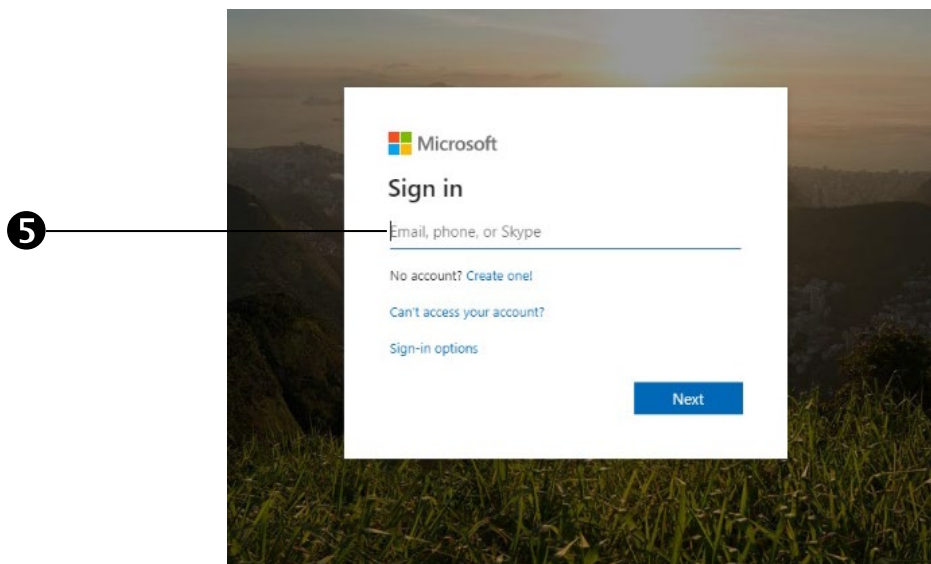 Microsoft
Sign in
5
Email, phone, or Skype
No account? Create one!
Can't access your account?
Sign-in options
Next